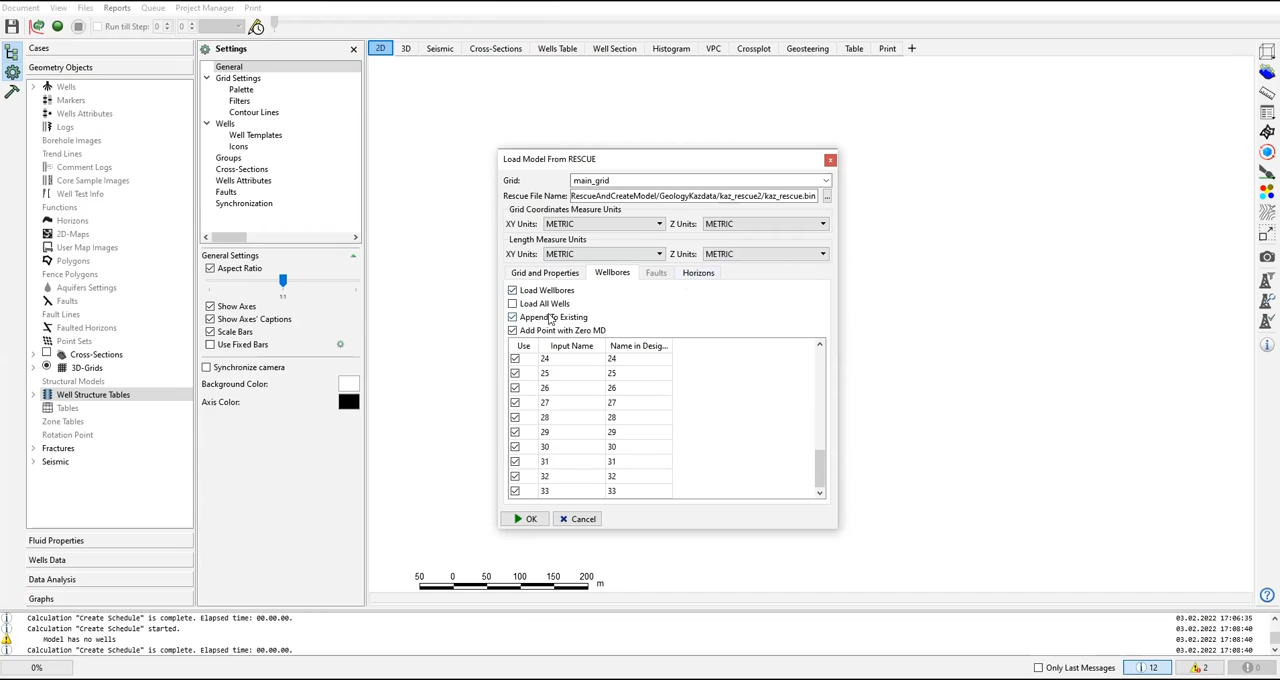 Document View Files Reports Queue Project Manager Print
Run till Step: 0 0
Cases
Geometry Objects
Wells
Markers
Wells Attributes
Logs
Borehole Images
Trend Lines
Comment Logs
Core Sample Images
Well Test Info
Functions
Horizons
2D-Maps
User Map Images
Polygons
Fence Polygons
Aquifers Settings
Faults
Fault Lines
Faulted Horizons
Point Sets
Cross-Sections
3D-Grids
Structural Models
Well Structure Tables
Tables
Zone Tables
Rotation Point
Fractures
Seismic
Fluid Properties
Wells Data
Data Analysis
Graphs
Settings
General
Grid Settings
Palette
Filters
Contour Lines
Wells
Well Templates
Icons
Groups
Cross-Sections
Wells Attributes
Faults
Synchronization
General Settings
Aspect Ratio
1:1
Show Axes
Show Axes' Captions
Scale Bars
Use Fixed Bars
Synchronize camera
Background Color:
Axis Color:
2D 3D Seismic Cross-Sections Wells Table Well Section Histogram VPC Crossplot Geosteering Table Print +
Load Model From RESCUE
Grid: main_grid
Rescue File Name: RescueAndCreateModel/GeologyKazdata/kaz_rescue2/kaz_rescue.bin ...
Grid Coordinates Measure Units
XY Units: METRIC Z Units: METRIC
Length Measure Units
XY Units: METRIC Z Units: METRIC
Grid and Properties Wellbores Faults Horizons
Load Wellbores
Load All Wells
Append To Existing
Add Point with Zero MD
Use Input Name Name in Desig...
24 24
25 25
26 26
27 27
28 28
29 29
30 30
31 31
32 32
33 33
OK Cancel
50 0 50 100 150 200 m
Calculation "Create Schedule" is complete. Elapsed time: 00.00.00. 03.02.2022 17:06:35
Calculation "Create Schedule" started. 03.02.2022 17:08:40
Model has no wells 03.02.2022 17:08:40
Calculation "Create Schedule" is complete. Elapsed time: 00.00.00. 03.02.2022 17:08:40
0% Only Last Messages 12 2 0